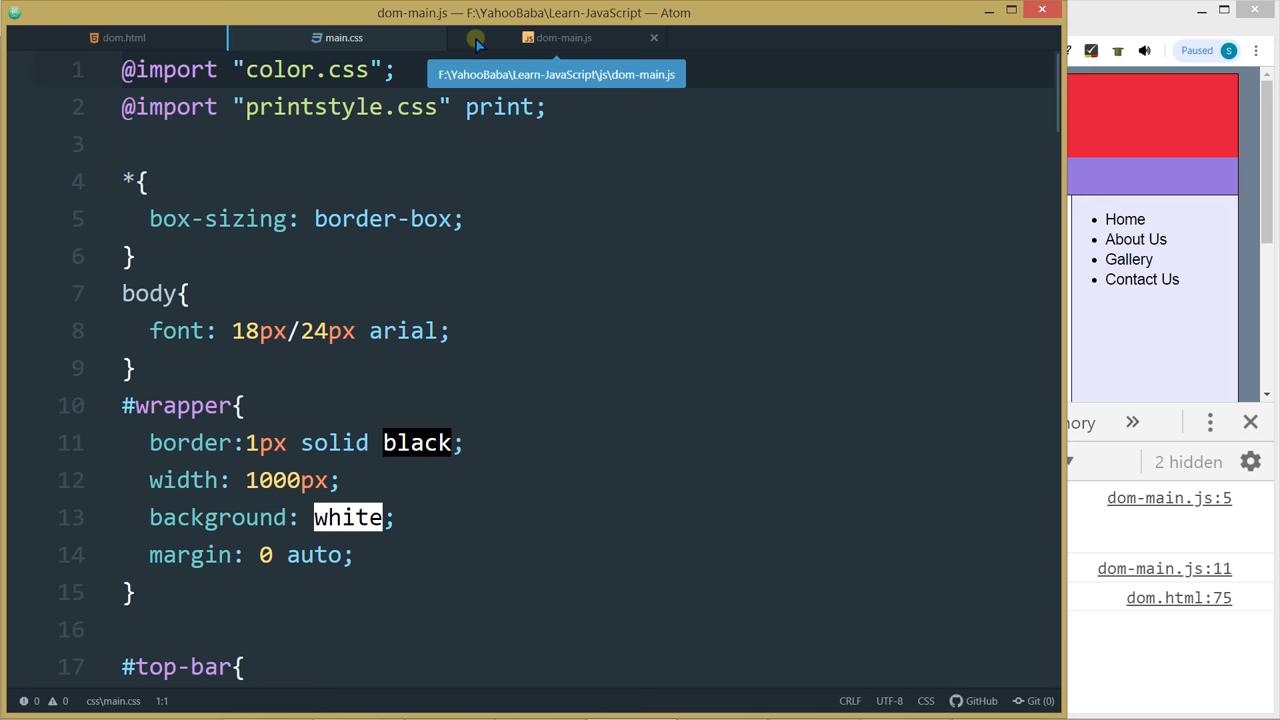 dom-main.js — F:\YahooBaba\Learn-JavaScript — Atom
dom.html
main.css
dom-main.js
F:\YahooBaba\Learn-JavaScript\js\dom-main.js
1 @import "color.css";
2 @import "printstyle.css" print;
3
4 *{
5 box-sizing: border-box;
6 }
7 body{
8 font: 18px/24px arial;
9 }
10 #wrapper{
11 border:1px solid black;
12 width: 1000px;
13 background: white;
14 margin: 0 auto;
15 }
16
17 #top-bar{
0 0 css\main.css 1:1 CRLF UTF-8 CSS GitHub Git (0)
Paused S
Home
About Us
Gallery
Contact Us
2 hidden
dom-main.js:5
dom-main.js:11
dom.html:75